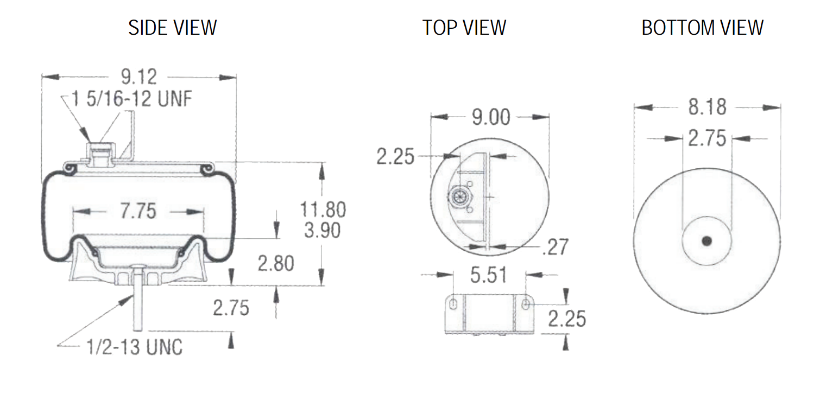 SIDE VIEW
TOP VIEW
BOTTOM VIEW
9.12
1 5/16-12 UNF
7.75
11.80
3.90
2.80
2.75
1/2-13 UNC
9.00
2.25
.27
5.51
2.25
8.18
2.75